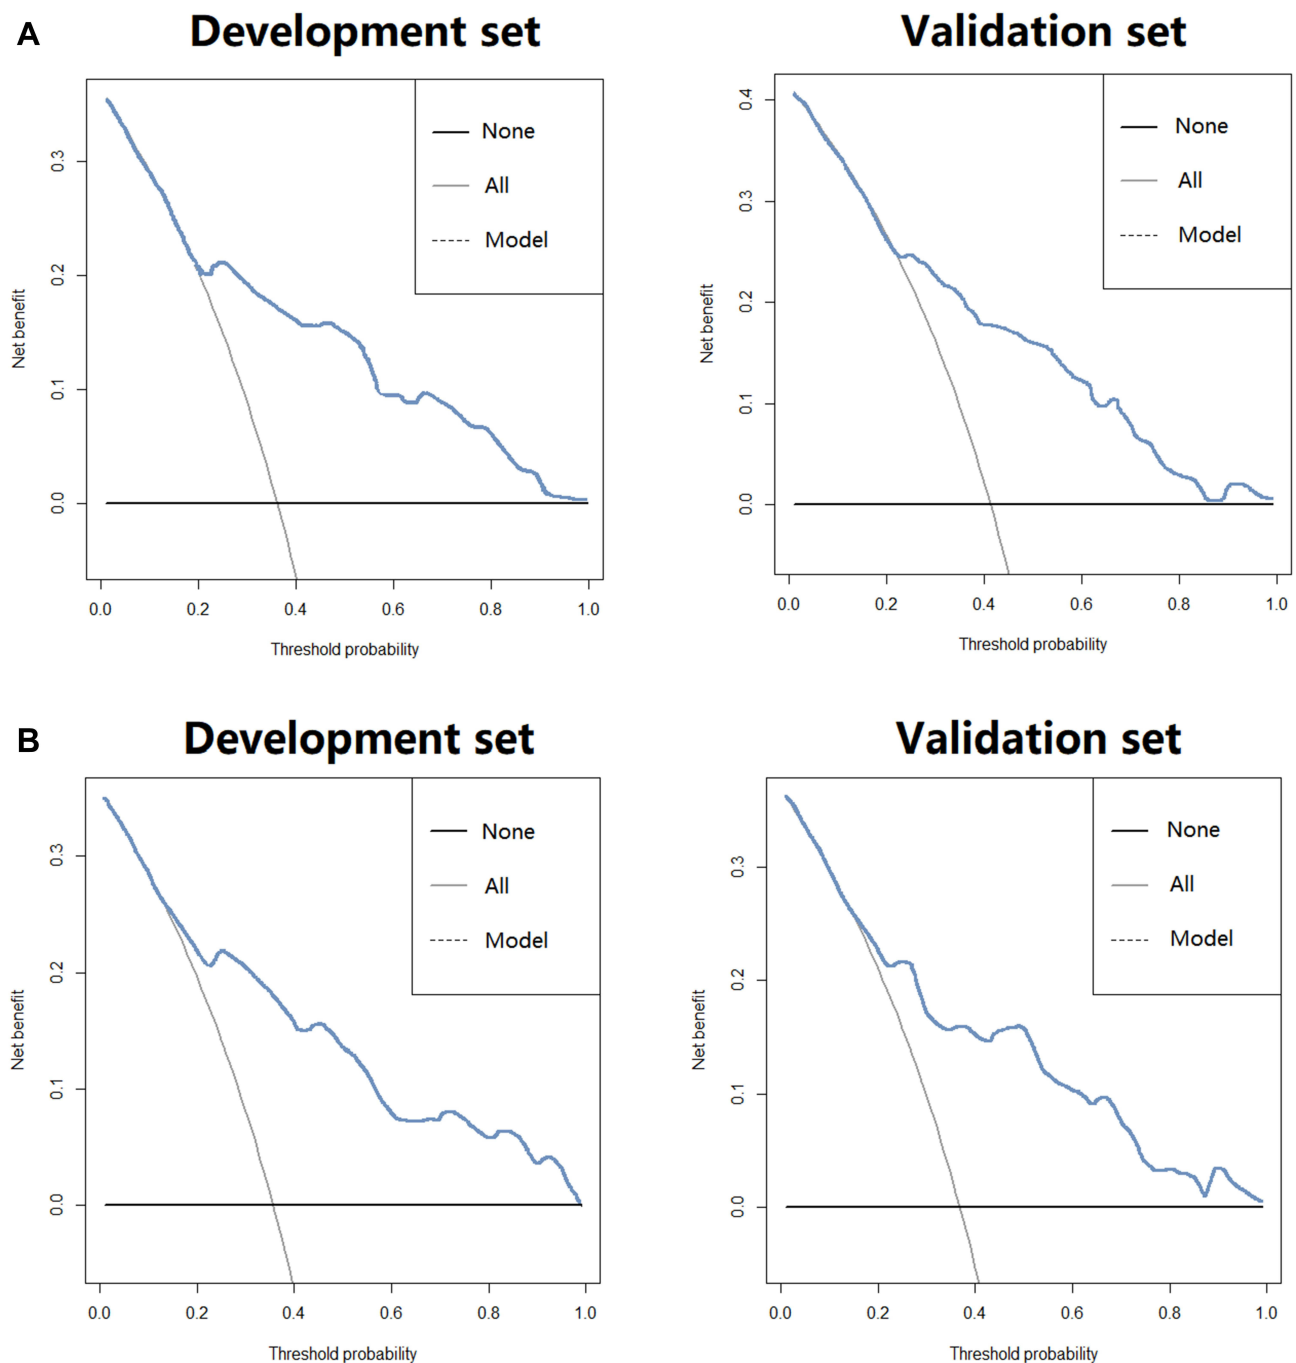 A
Development set
None
All
Model
0.3
0.2
0.1
0.0
Net benefit
0.0 0.2 0.4 0.6 0.8 1.0
Threshold probability
Validation set
None
All
Model
0.4
0.3
0.2
0.1
0.0
Net benefit
0.0 0.2 0.4 0.6 0.8 1.0
Threshold probability
B
Development set
None
All
Model
0.3
0.2
0.1
0.0
Net benefit
0.0 0.2 0.4 0.6 0.8 1.0
Threshold probability
Validation set
None
All
Model
0.3
0.2
0.1
0.0
Net benefit
0.0 0.2 0.4 0.6 0.8 1.0
Threshold probability